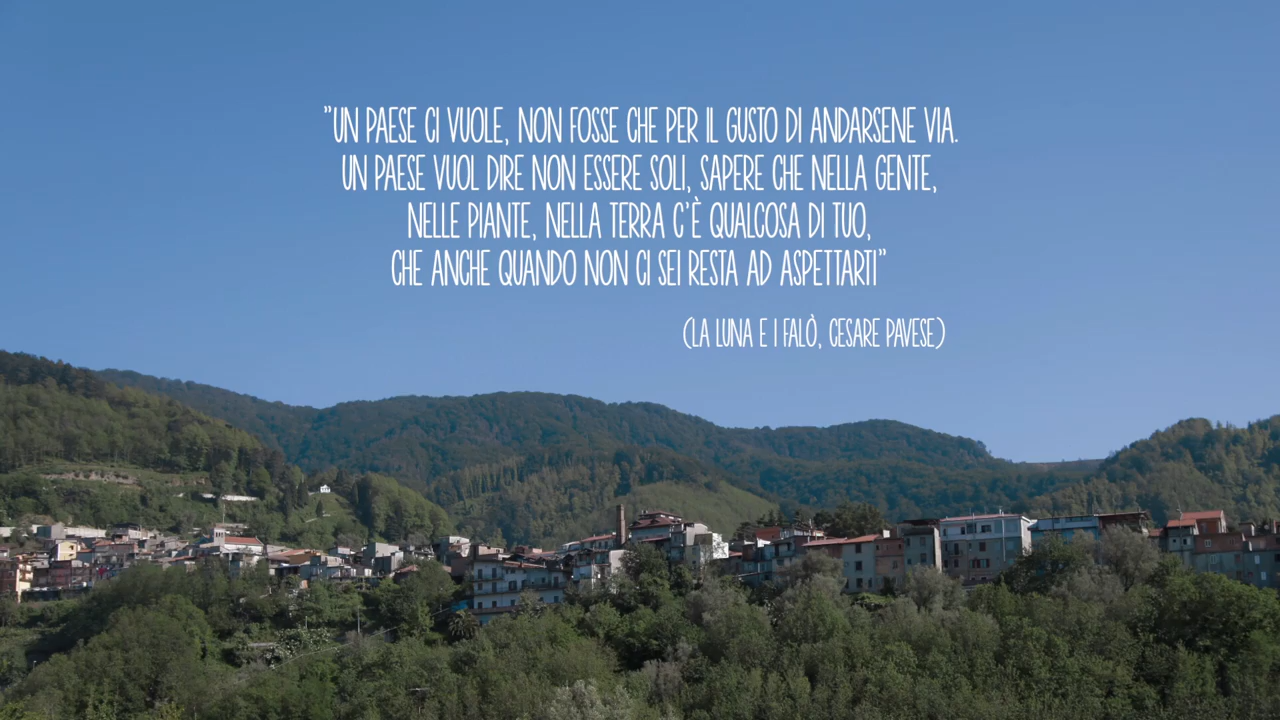 "UN PAESE CI VUOLE, NON FOSSE CHE PER IL GUSTO DI ANDARSENE VIA.
UN PAESE VUOL DIRE NON ESSERE SOLI, SAPERE CHE NELLA GENTE,
NELLE PIANTE, NELLA TERRA C'È QUALCOSA DI TUO,
CHE ANCHE QUANDO NON CI SEI RESTA AD ASPETTARTI"
(LA LUNA E I FALÒ, CESARE PAVESE)